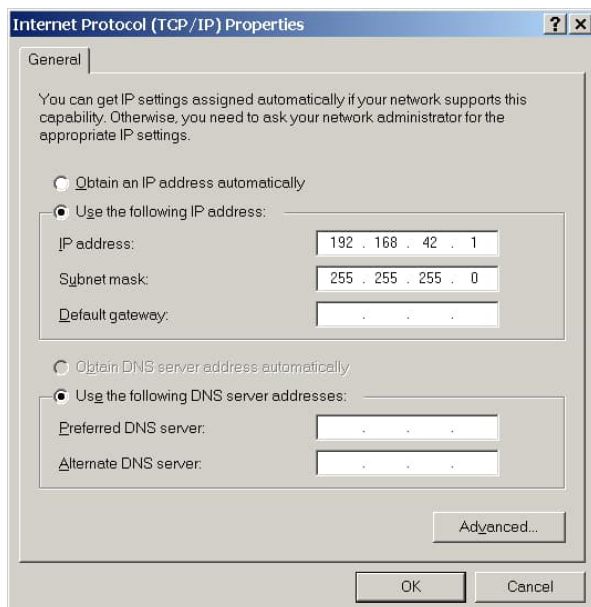 Internet Protocol (TCP/IP) Properties
General
You can get IP settings assigned automatically if your network supports this
capability. Otherwise, you need to ask your network administrator for the
appropriate IP settings.
Obtain an IP address automatically
Use the following IP address:
IP address: 192 . 168 . 42 . 1
Subnet mask: 255 . 255 . 255 . 0
Default gateway: . . .
Obtain DNS server address automatically
Use the following DNS server addresses:
Preferred DNS server: . . .
Alternate DNS server: . . .
Advanced...
OK Cancel